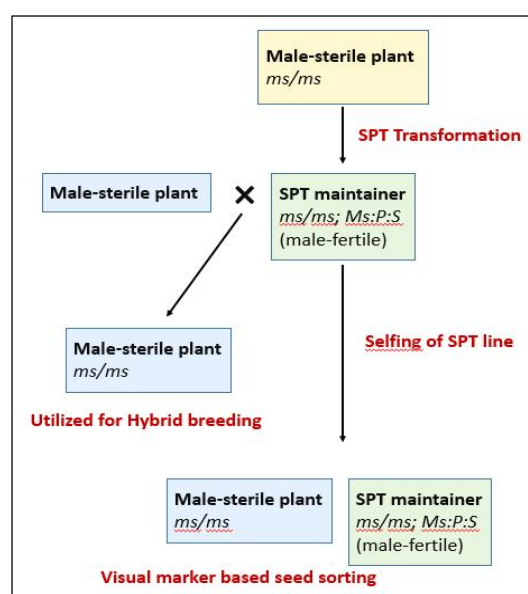 Male-sterile plant
ms/ms
SPT Transformation
Male-sterile plant
SPT maintainer
ms/ms; Ms:P:S
(male-fertile)
Male-sterile plant
ms/ms
Selfing of SPT line
Utilized for Hybrid breeding
Male-sterile plant
ms/ms
SPT maintainer
ms/ms; Ms:P:S
(male-fertile)
Visual marker based seed sorting